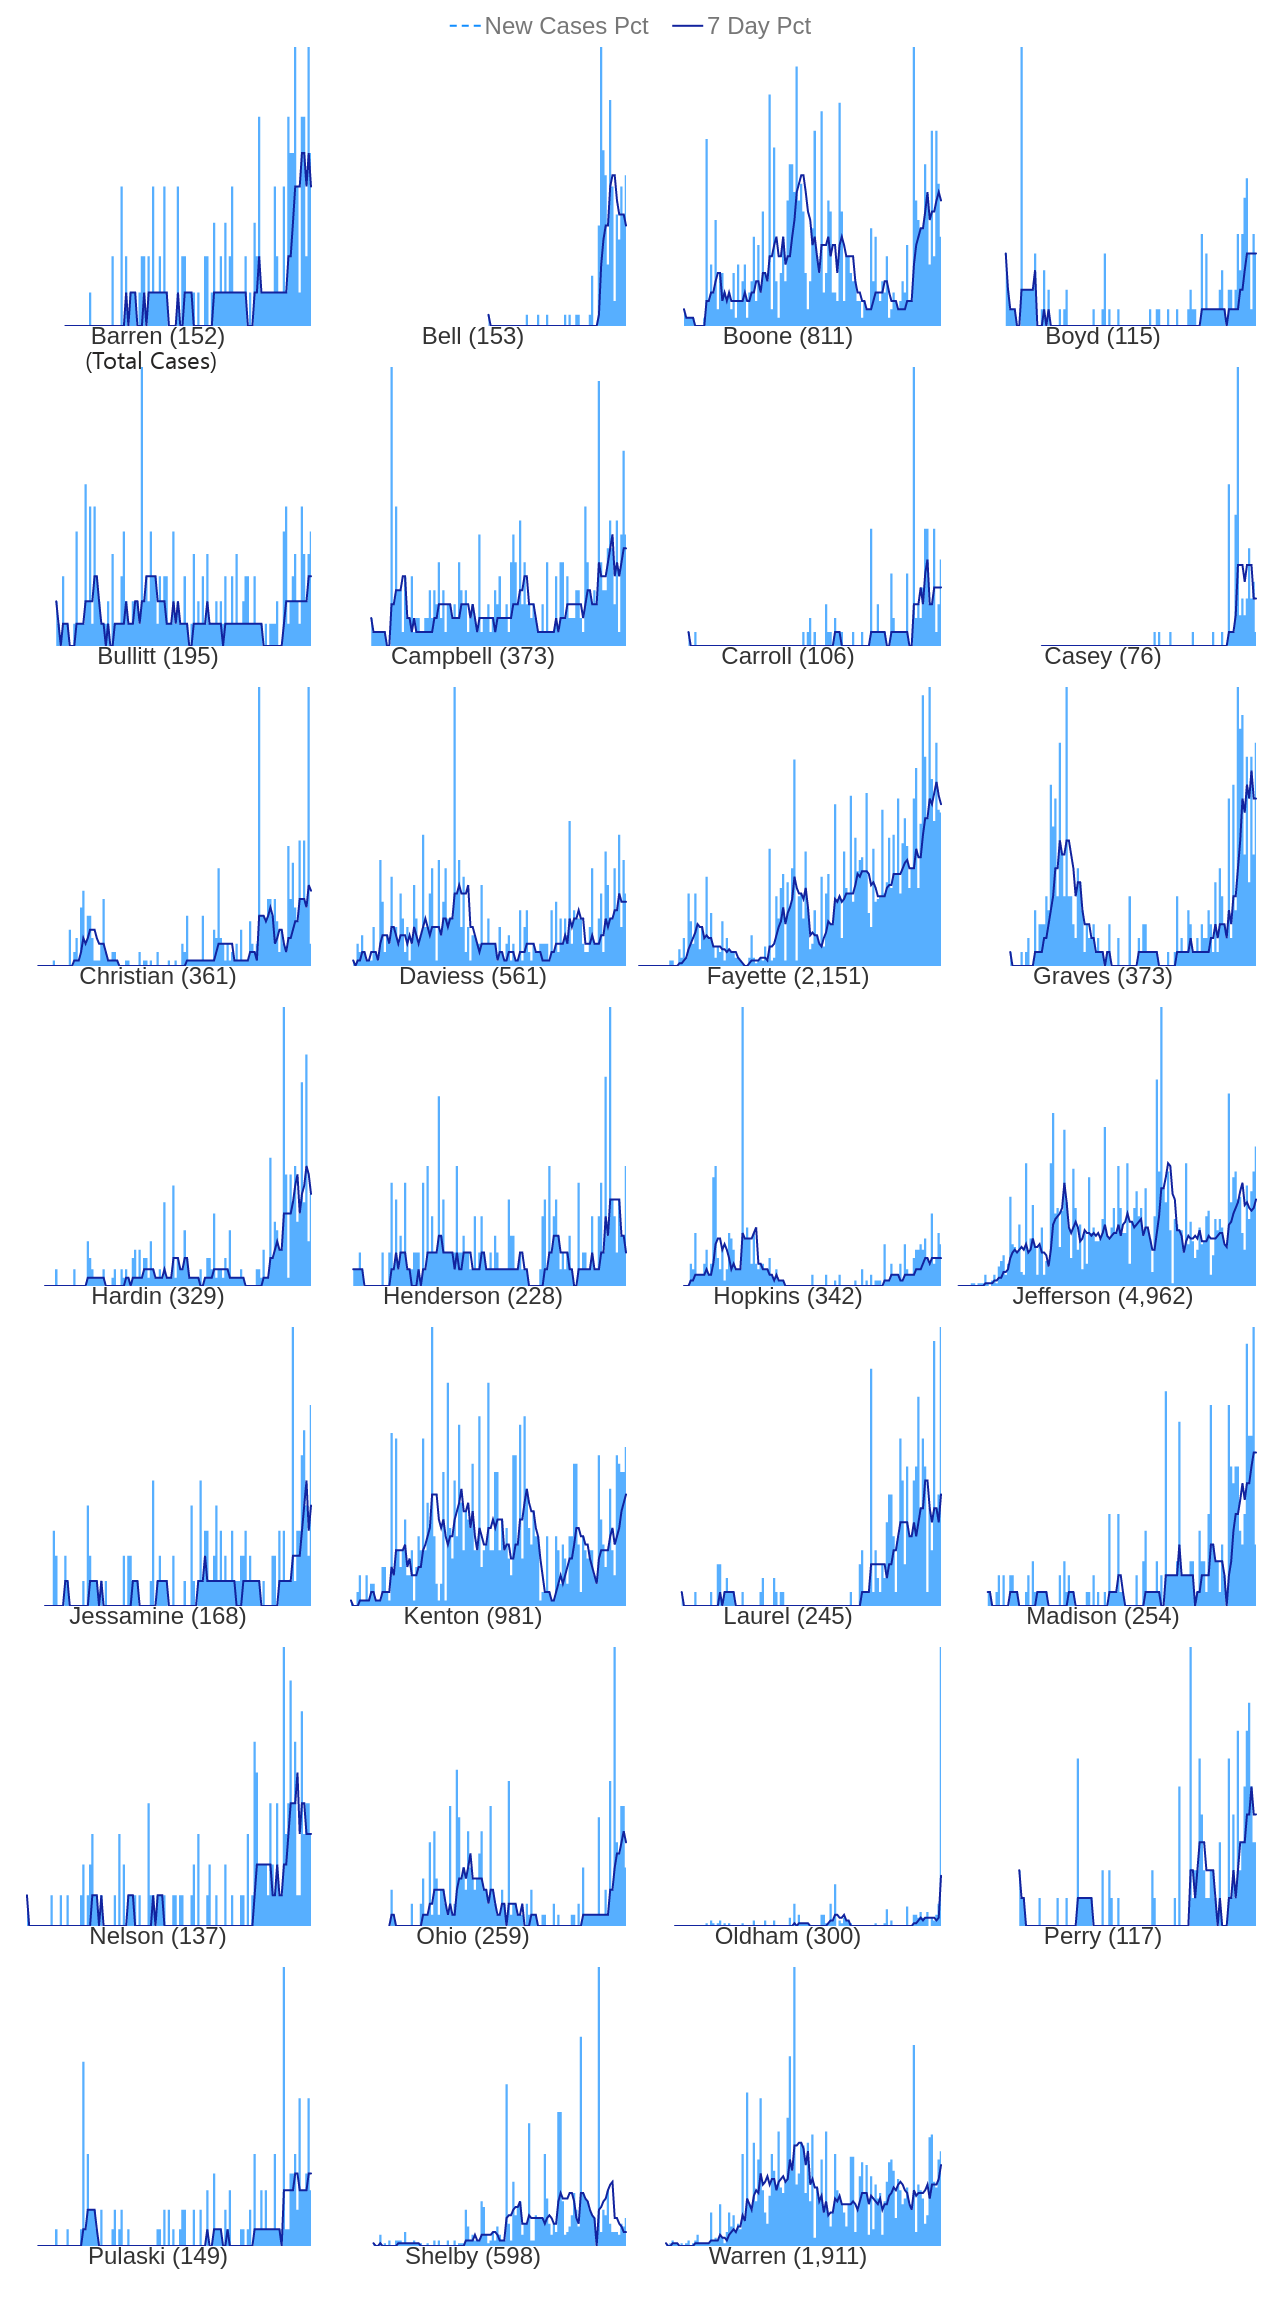 New Cases Pct 7 Day Pct
Barren (152) Bell (153) Boone (811) Boyd (115)
(Total Cases)
Bullitt (195) Campbell (373) Carroll (106) Casey (76)
Christian (361) Daviess (561) Fayette (2,151) Graves (373)
Hardin (329) Henderson (228) Hopkins (342) Jefferson (4,962)
Jessamine (168) Kenton (981) Laurel (245) Madison (254)
Nelson (137) Ohio (259) Oldham (300) Perry (117)
Pulaski (149) Shelby (598) Warren (1,911)